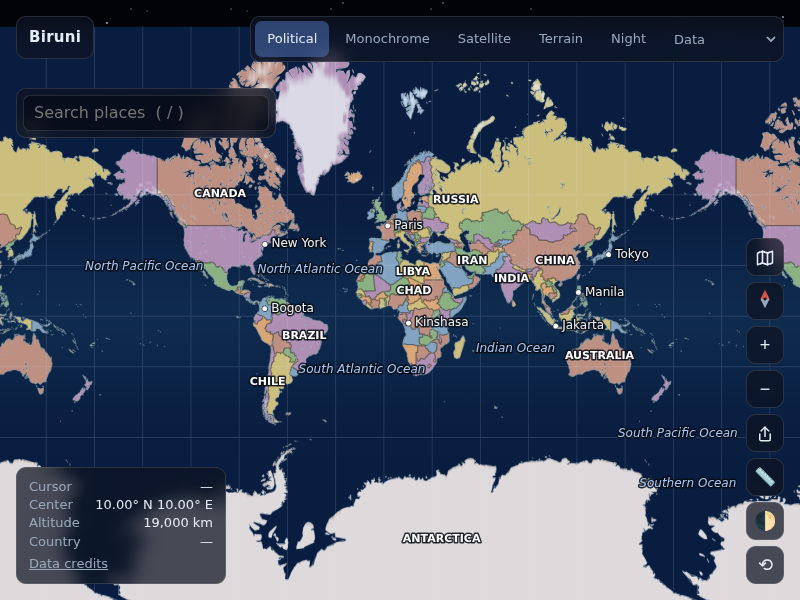 Biruni
Political Monochrome Satellite Terrain Night Data
Search places ( / )
CANADA
RUSSIA
Paris
New York
Tokyo
North Pacific Ocean
North Atlantic Ocean
LIBYA
IRAN
CHINA
INDIA
CHAD
Manila
Bogota
Kinshasa
Jakarta
BRAZIL
Indian Ocean
AUSTRALIA
South Atlantic Ocean
CHILE
South Pacific Ocean
Southern Ocean
ANTARCTICA
+
−
Cursor —
Center 10.00° N 10.00° E
Altitude 19,000 km
Country —
Data credits